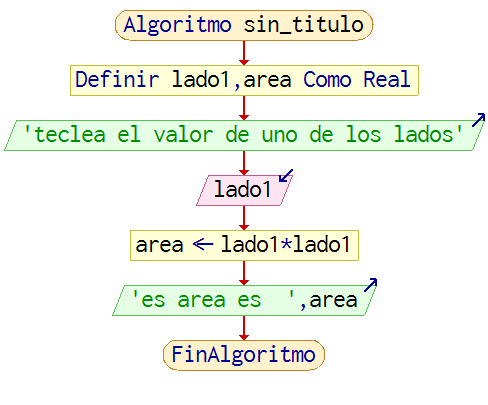 Algoritmo sin_titulo
Definir lado1,area Como Real
'teclea el valor de uno de los lados'
lado1
area ← lado1*lado1
'es area es  ',area
FinAlgoritmo